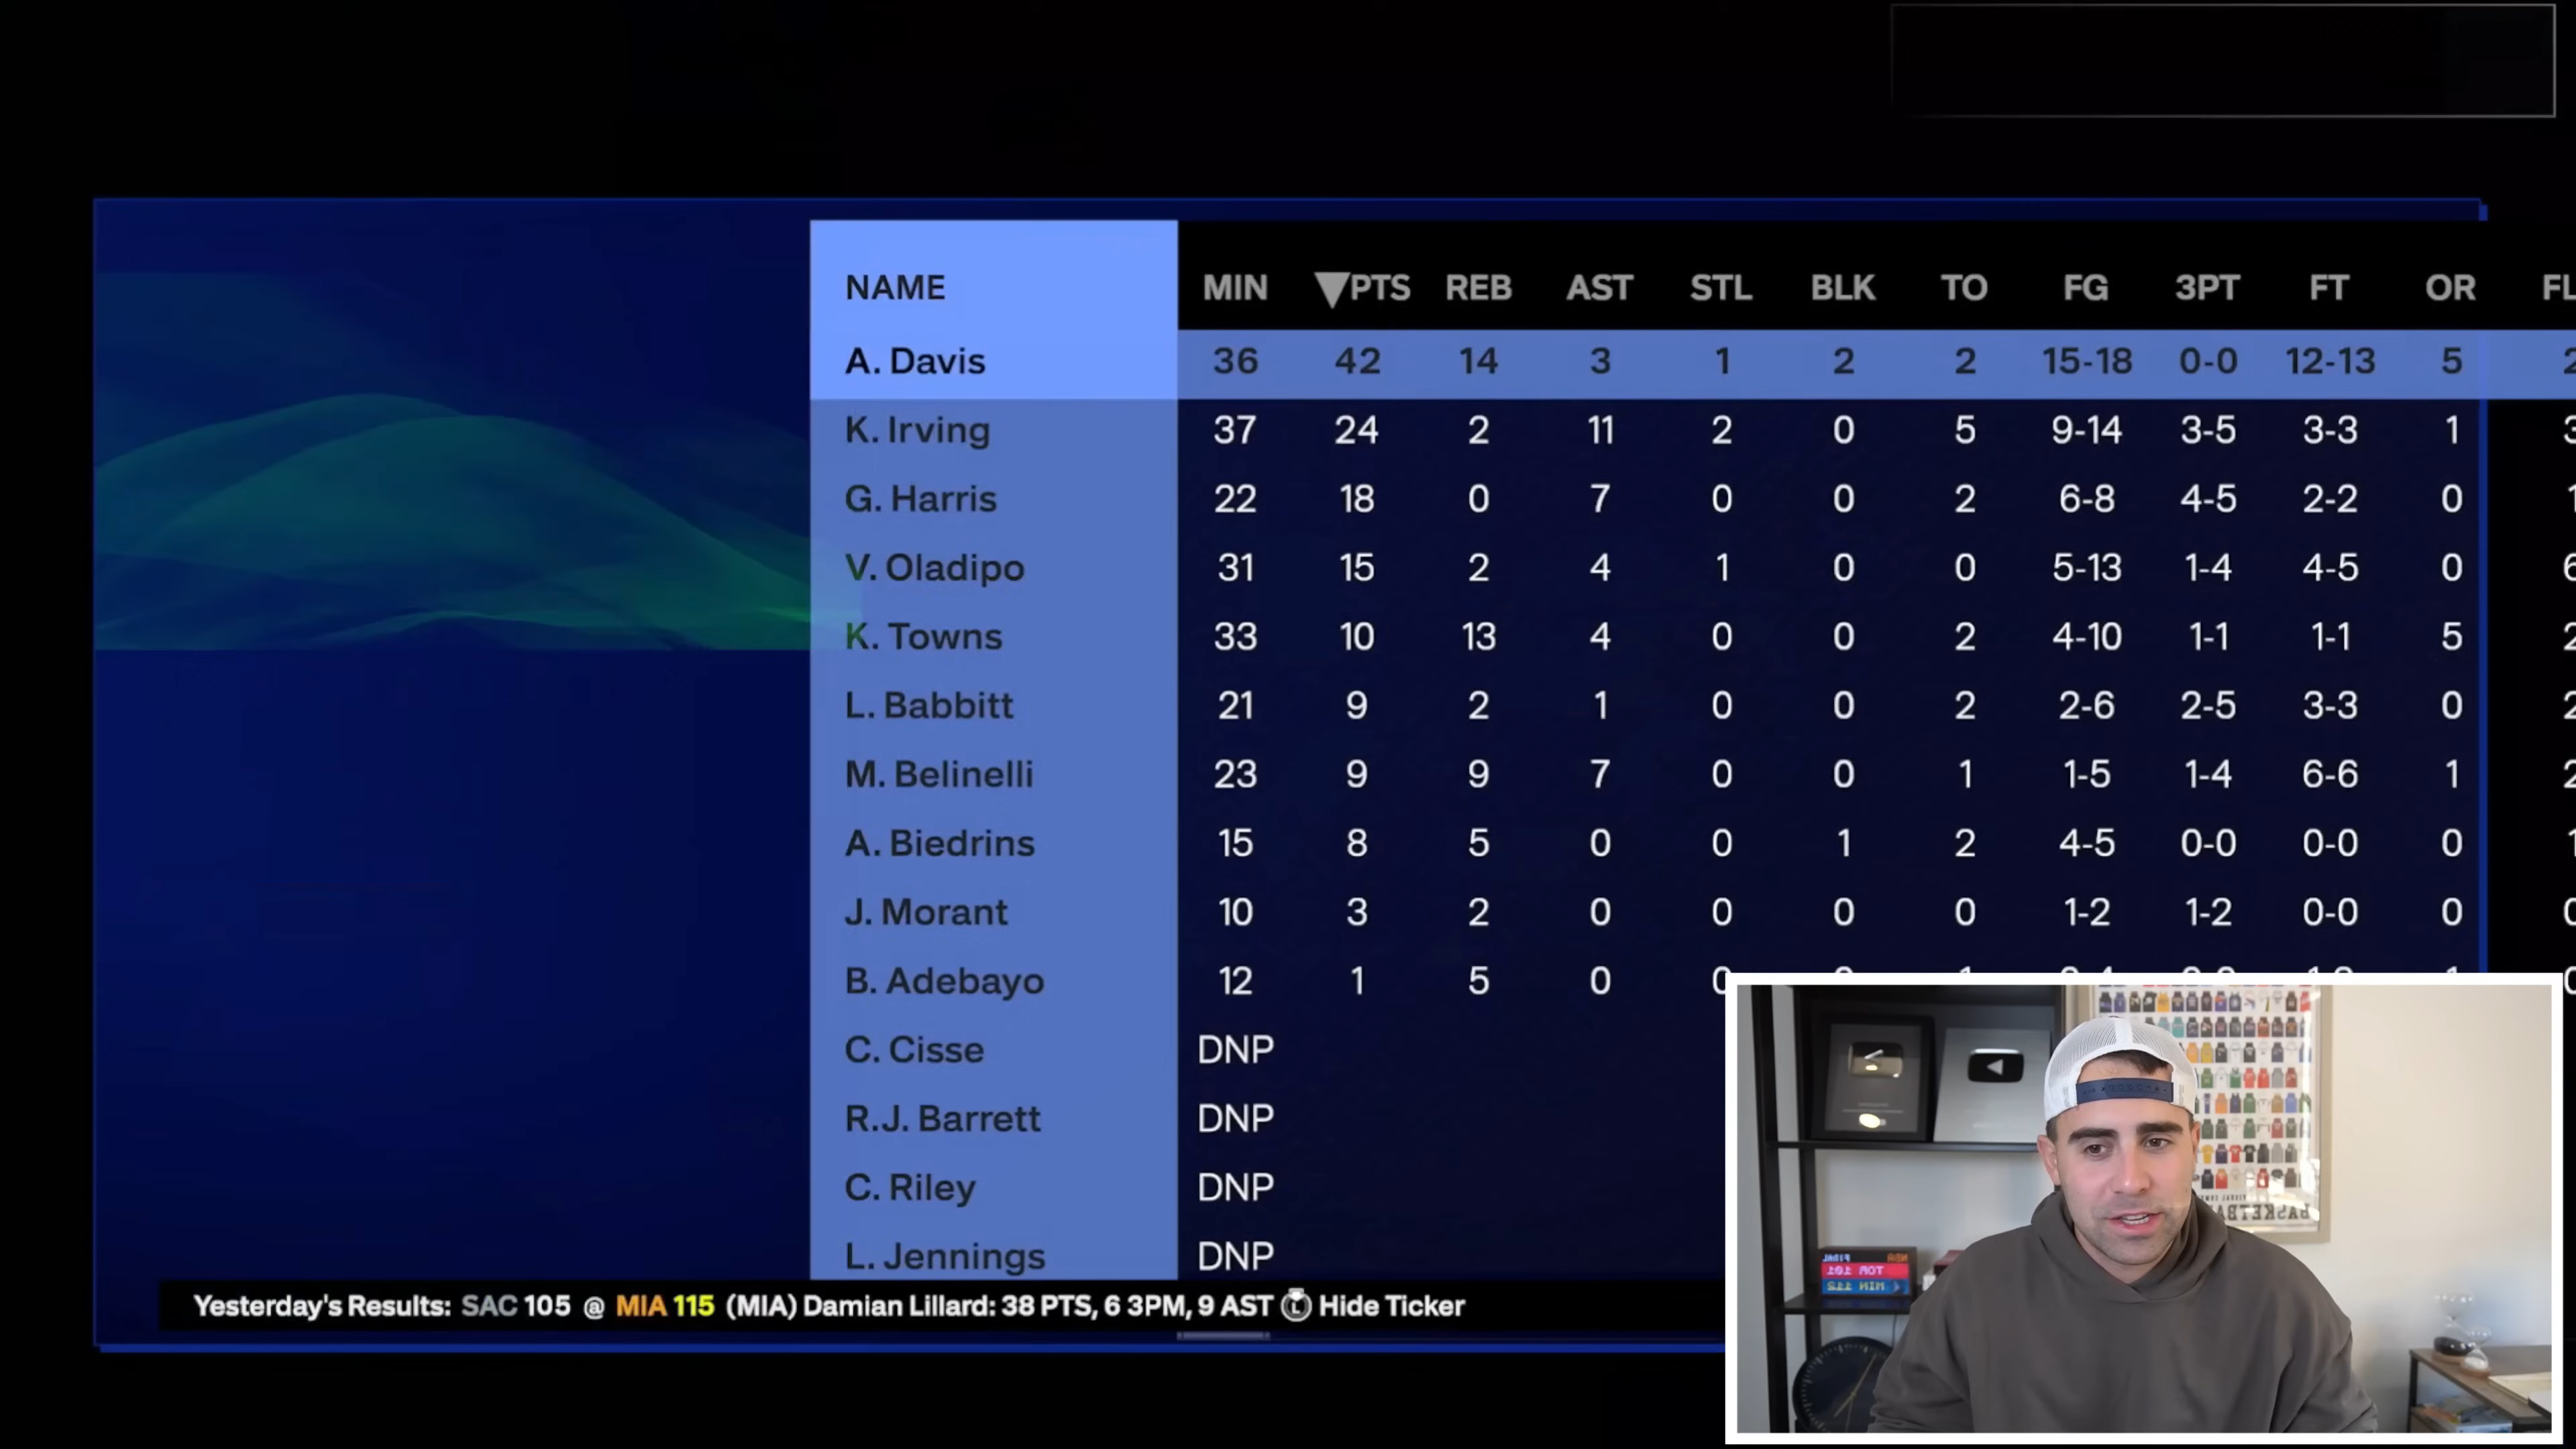 NAME MIN ▼PTS REB AST STL BLK TO FG 3PT FT OR
A. Davis 36 42 14 3 1 2 2 15-18 0-0 12-13 5
K. Irving 37 24 2 11 2 0 5 9-14 3-5 3-3 1
G. Harris 22 18 0 7 0 0 2 6-8 4-5 2-2 0
V. Oladipo 31 15 2 4 1 0 0 5-13 1-4 4-5 0
K. Towns 33 10 13 4 0 0 2 4-10 1-1 1-1 5
L. Babbitt 21 9 2 1 0 0 2 2-6 2-5 3-3 0
M. Belinelli 23 9 9 7 0 0 1 1-5 1-4 6-6 1
A. Biedrins 15 8 5 0 0 1 2 4-5 0-0 0-0 0
J. Morant 10 3 2 0 0 0 0 1-2 1-2 0-0 0
B. Adebayo 12 1 5 0
C. Cisse DNP
R.J. Barrett DNP
C. Riley DNP
L. Jennings DNP
Yesterday's Results: SAC 105 @ MIA 115 (MIA) Damian Lillard: 38 PTS, 6 3PM, 9 AST L Hide Ticker